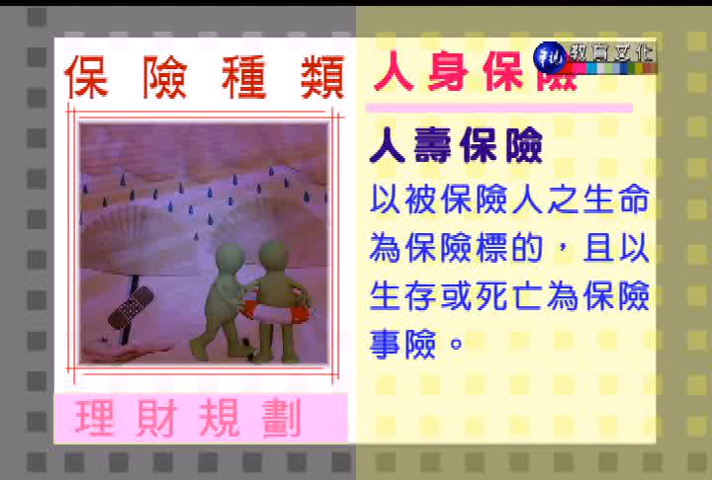 保險種類
人身保險
教育文化
人壽保險
以被保險人之生命
為保險標的，且以
生存或死亡為保險
事險。
理財規劃